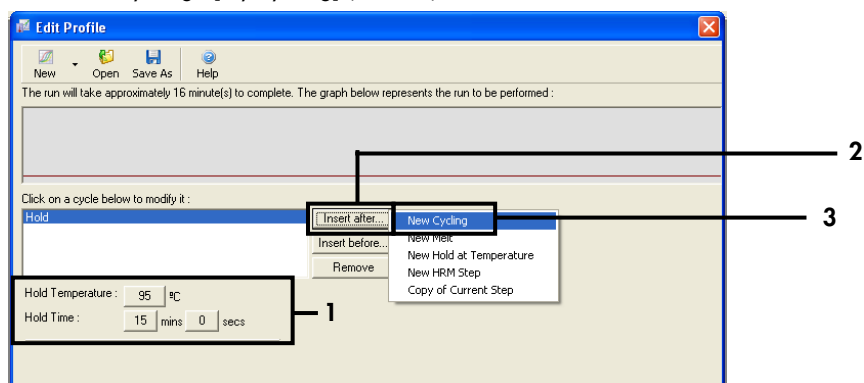 Edit Profile
New Open Save As Help
The run will take approximately 16 minute(s) to complete. The graph below represents the run to be performed :
2
Click on a cycle below to modify it :
Hold
Insert after...
New Cycling
3
Insert before...
New Melt
New Hold at Temperature
Remove
New HRM Step
Copy of Current Step
Hold Temperature : 95 ºC
Hold Time : 15 mins 0 secs
1